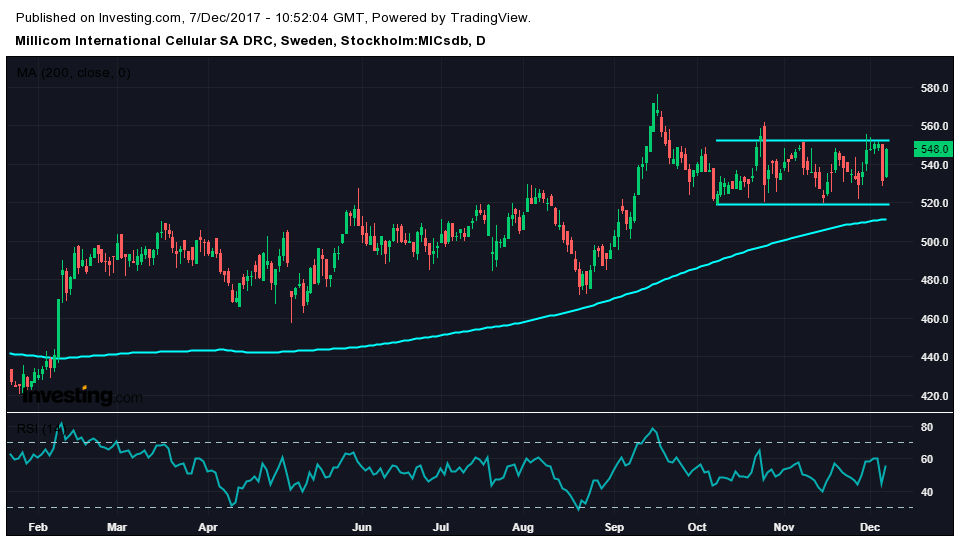 Published on Investing.com, 7/Dec/2017 - 10:52:04 GMT, Powered by TradingView.
Millicom International Cellular SA DRC, Sweden, Stockholm:MICsdb, D
MA (200, close, 0)
580.0
560.0
548.0
540.0
520.0
500.0
480.0
460.0
440.0
420.0
Investing.com
RSI (14)
80
60
40
Feb Mar Apr Jun Jul Aug Sep Oct Nov Dec